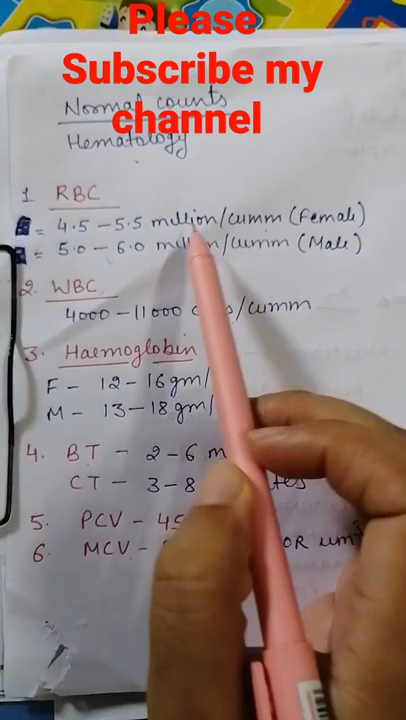 Please
Subscribe my
channel
Normal counts
Hematology
1 RBC
= 4.5 - 5.5 million/cumm (Female)
= 5.0 - 6.0 million/cumm (Male)
2. WBC
4000 - 11000 /cumm
3. Haemoglobin
F - 12 - 16 gm/
M - 13 - 18 gm/
4. BT - 2 - 6 m
CT - 3 - 8
5. PCV - 45
6. MCV - OR um³